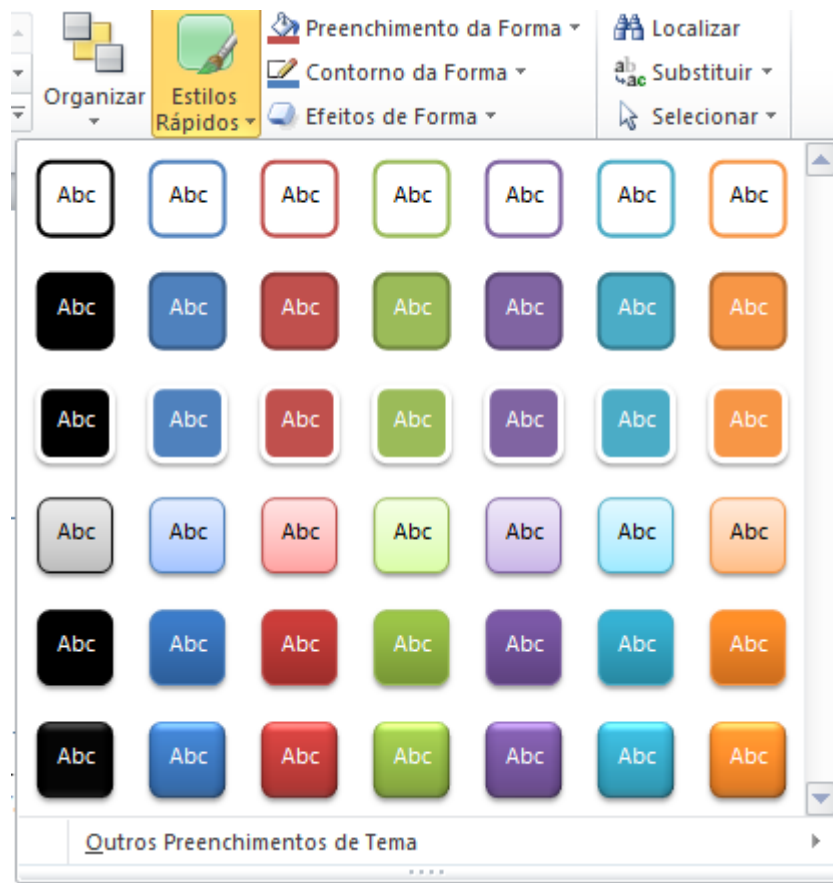 Preenchimento da Forma
Localizar
Contorno da Forma
ab ac Substituir
Organizar
Estilos Rápidos
Efeitos de Forma
Selecionar
Abc Abc Abc Abc Abc Abc Abc
Abc Abc Abc Abc Abc Abc Abc
Abc Abc Abc Abc Abc Abc Abc
Abc Abc Abc Abc Abc Abc Abc
Abc Abc Abc Abc Abc Abc Abc
Abc Abc Abc Abc Abc Abc Abc
Outros Preenchimentos de Tema